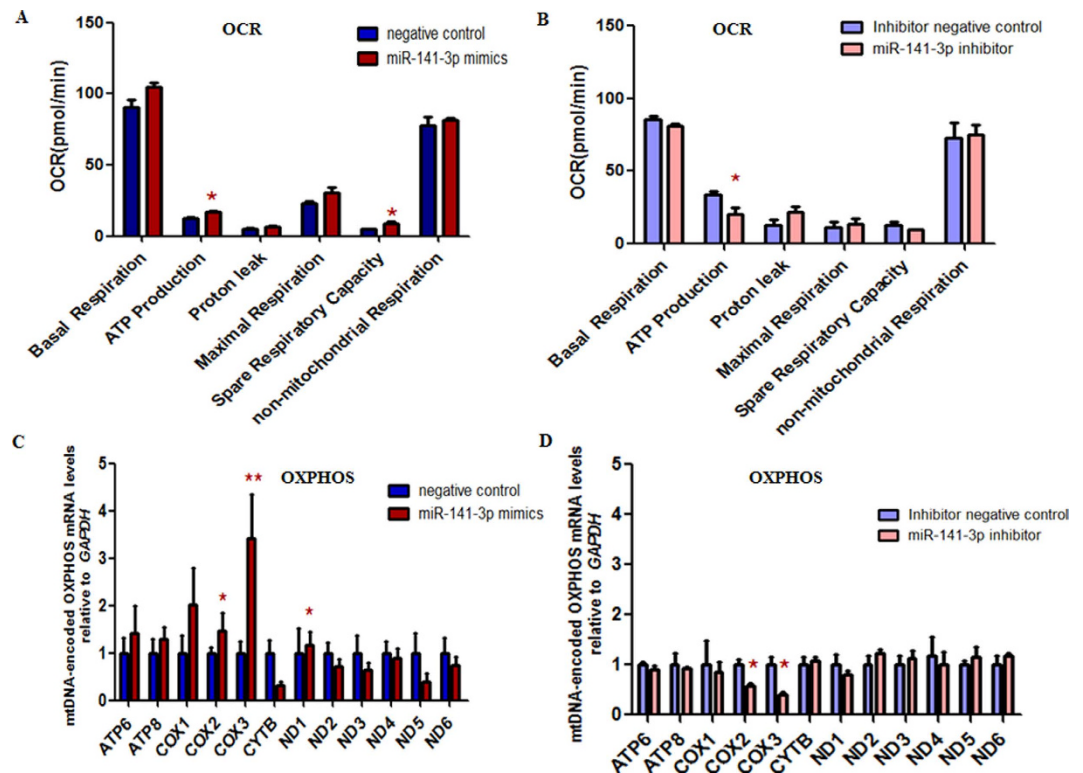 A
OCR
negative control
miR-141-3p mimics
OCR(pmol/min)
150
100
50
0
Basal Respiration
ATP Production
Proton leak
Maximal Respiration
Spare Respiratory Capacity
non-mitochondrial Respiration
*
*
B
OCR
Inhibitor negative control
miR-141-3p inhibitor
OCR(pmol/min)
150
100
50
0
Basal Respiration
ATP Production
Proton leak
Maximal Respiration
Spare Respiratory Capacity
non-mitochondrial Respiration
*
C
OXPHOS
negative control
miR-141-3p mimics
mtDNA-encoded OXPHOS mRNA levels
relative to GAPDH
5
4
3
2
1
0
ATP6
ATP8
COX1
COX2
COX3
CYTB
ND1
ND2
ND3
ND4
ND5
ND6
*
**
*
D
OXPHOS
Inhibitor negative control
miR-141-3p inhibitor
mtDNA-encoded OXPHOS mRNA levels
relative to GAPDH
5
4
3
2
1
0
ATP6
ATP8
COX1
COX2
COX3
CYTB
ND1
ND2
ND3
ND4
ND5
ND6
*
*